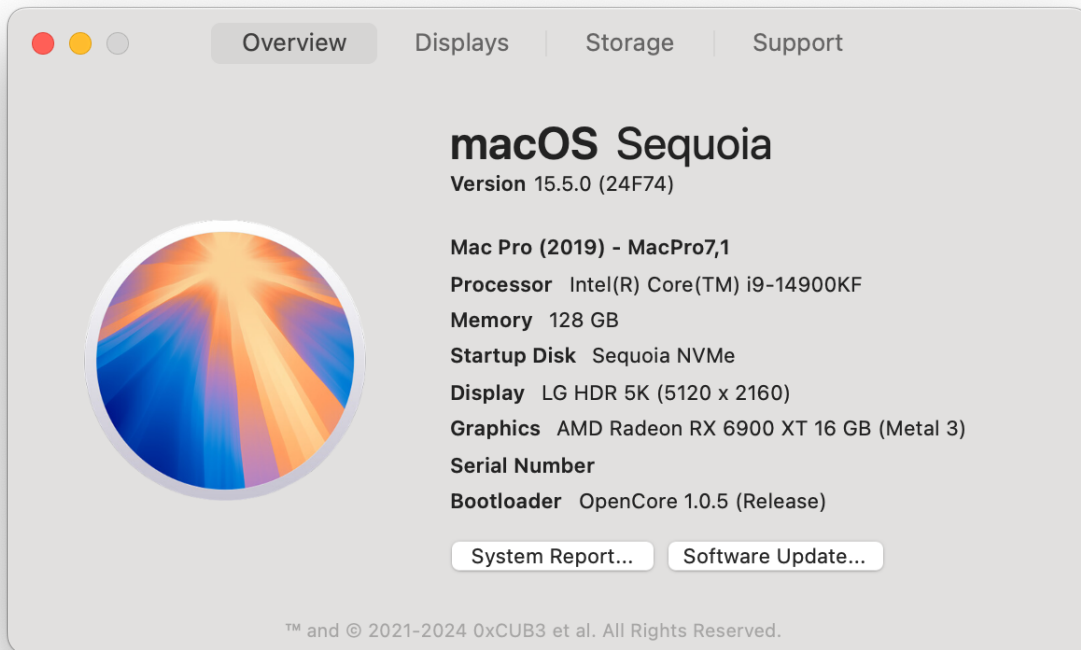 Overview Displays Storage Support
macOS Sequoia
Version 15.5.0 (24F74)
Mac Pro (2019) - MacPro7,1
Processor Intel(R) Core(TM) i9-14900KF
Memory 128 GB
Startup Disk Sequoia NVMe
Display LG HDR 5K (5120 x 2160)
Graphics AMD Radeon RX 6900 XT 16 GB (Metal 3)
Serial Number
Bootloader OpenCore 1.0.5 (Release)
System Report... Software Update...
™ and © 2021-2024 0xCUB3 et al. All Rights Reserved.